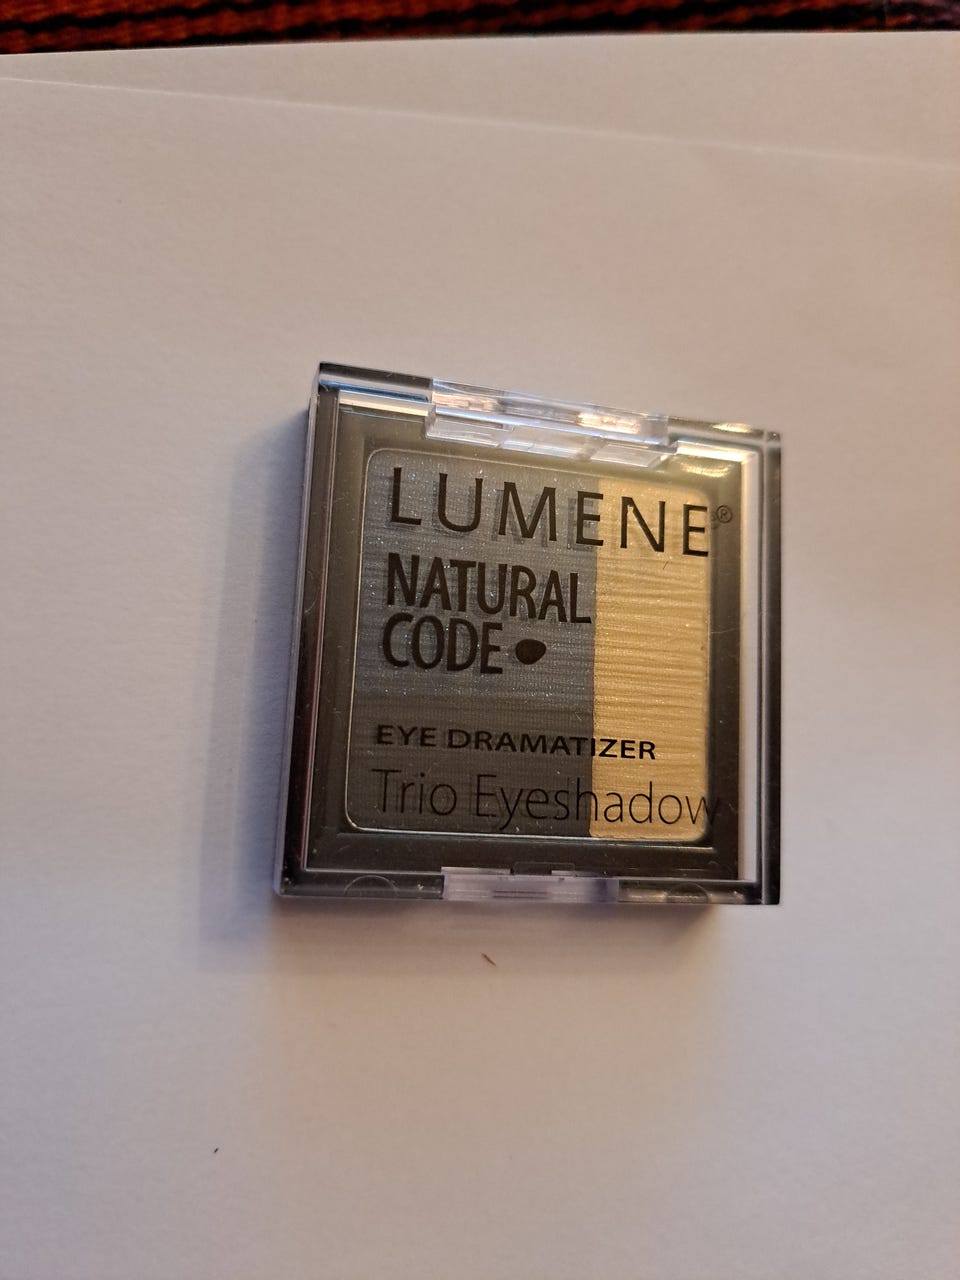 LUMENE®
NATURAL
CODE
EYE DRAMATIZER
Trio Eyeshadow